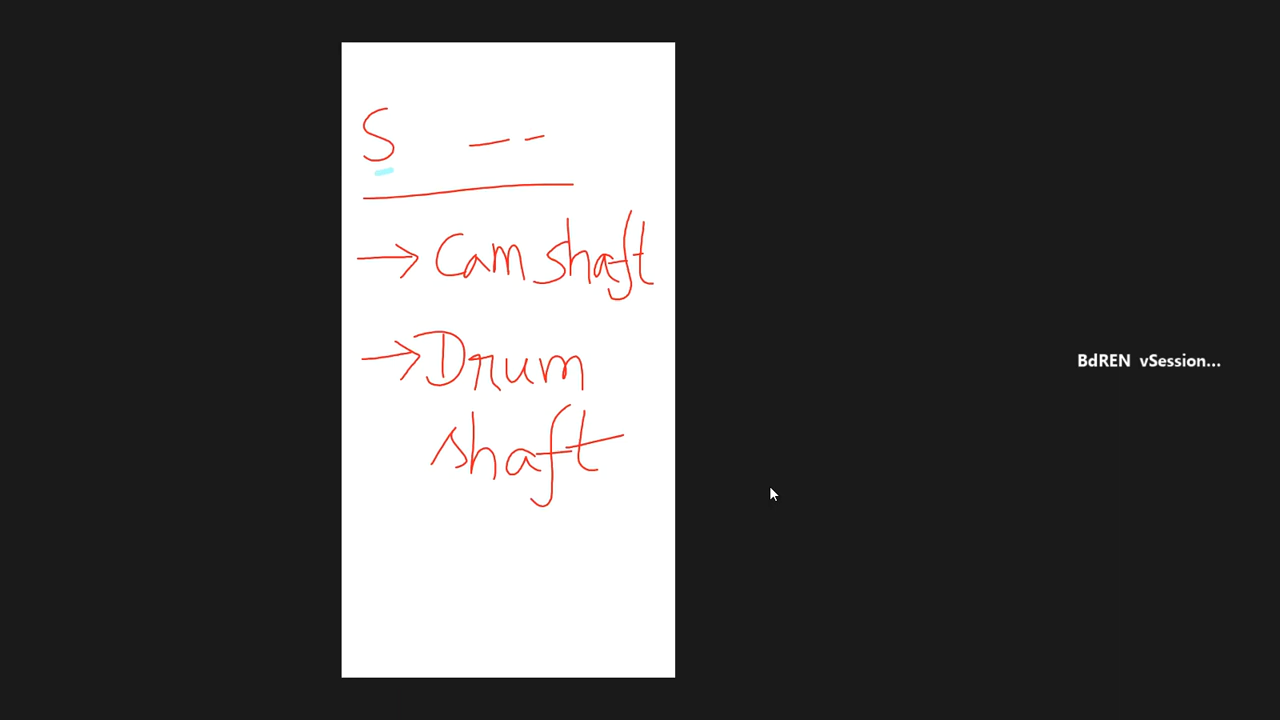 S --
→ Cam shaft
→ Drum
shaft
BdREN vSession...